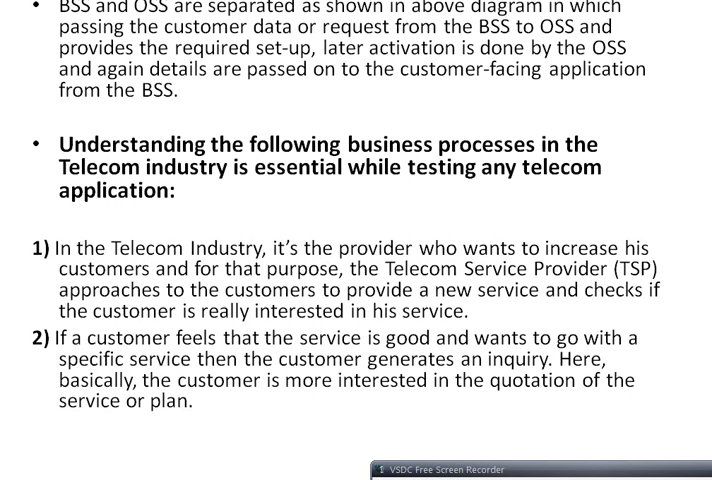 • BSS and OSS are separated as shown in above diagram in which
passing the customer data or request from the BSS to OSS and
provides the required set-up, later activation is done by the OSS
and again details are passed on to the customer-facing application
from the BSS.
• Understanding the following business processes in the
Telecom industry is essential while testing any telecom
application:
1) In the Telecom Industry, it’s the provider who wants to increase his
customers and for that purpose, the Telecom Service Provider (TSP)
approaches to the customers to provide a new service and checks if
the customer is really interested in his service.
2) If a customer feels that the service is good and wants to go with a
specific service then the customer generates an inquiry. Here,
basically, the customer is more interested in the quotation of the
service or plan.
VSDC Free Screen Recorder